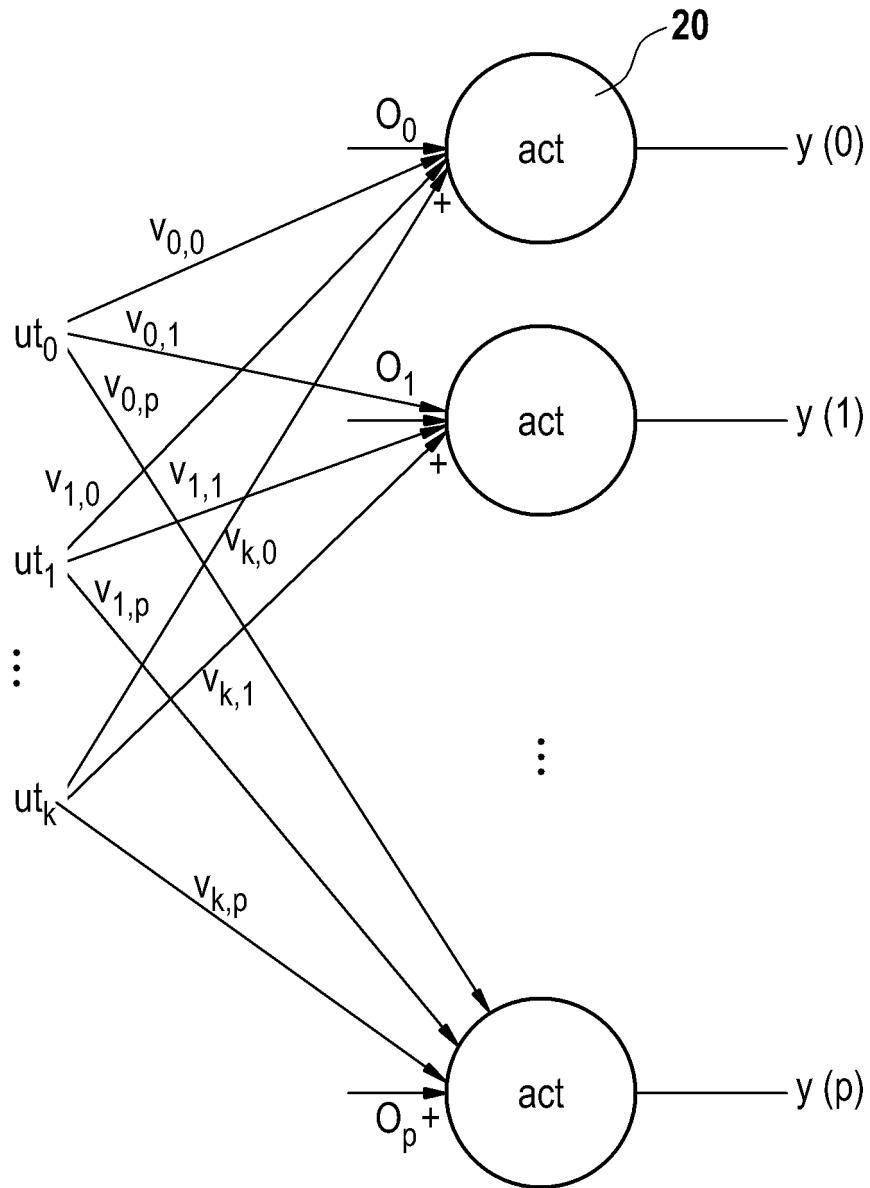 20
O₀
act
y (0)
+
v₀,₀
ut₀
v₀,₁
v₀,ₚ
O₁
act
y (1)
+
v₁,₀
v₁,₁
vₖ,₀
ut₁
v₁,ₚ
...
vₖ,₁
...
utₖ
vₖ,ₚ
act
y (p)
Oₚ +